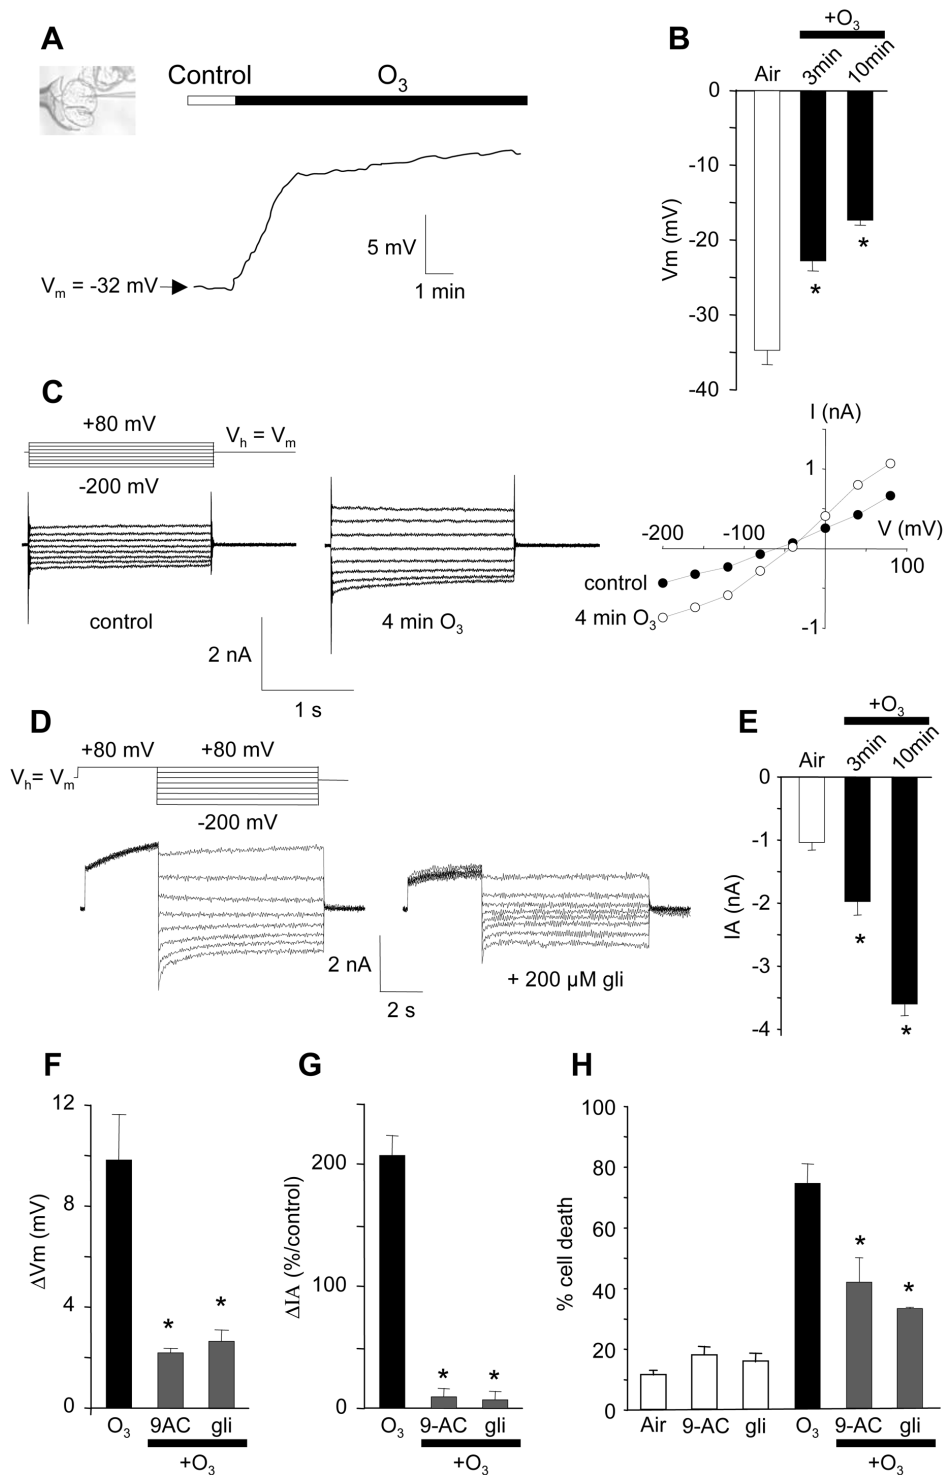 A
Control
O3
Vm = -32 mV
5 mV
1 min
B
+O3
Air
3min
10min
0
-10
-20
-30
-40
Vm (mV)
*
*
C
+80 mV
Vh = Vm
-200 mV
control
4 min O3
2 nA
1 s
I (nA)
1
-200
-100
V (mV)
100
control
4 min O3
-1
D
+80 mV
+80 mV
Vh= Vm
-200 mV
2 nA
2 s
+ 200 µM gli
E
+O3
Air
3min
10min
0
-1
-2
-3
-4
IA (nA)
*
*
F
12
8
4
0
ΔVm (mV)
*
*
O3
9AC
gli
+O3
G
200
100
0
ΔIA (%/control)
*
*
O3
9-AC
gli
+O3
H
100
80
60
40
20
0
% cell death
*
*
Air
9-AC
gli
O3
9-AC
gli
+O3